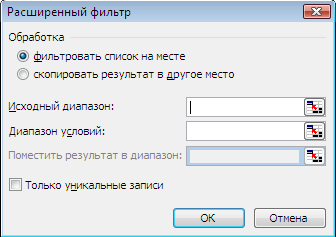 Расширенный фильтр
Обработка
фильтровать список на месте
скопировать результат в другое место
Исходный диапазон:
Диапазон условий:
Поместить результат в диапазон:
Только уникальные записи
ОК
Отмена